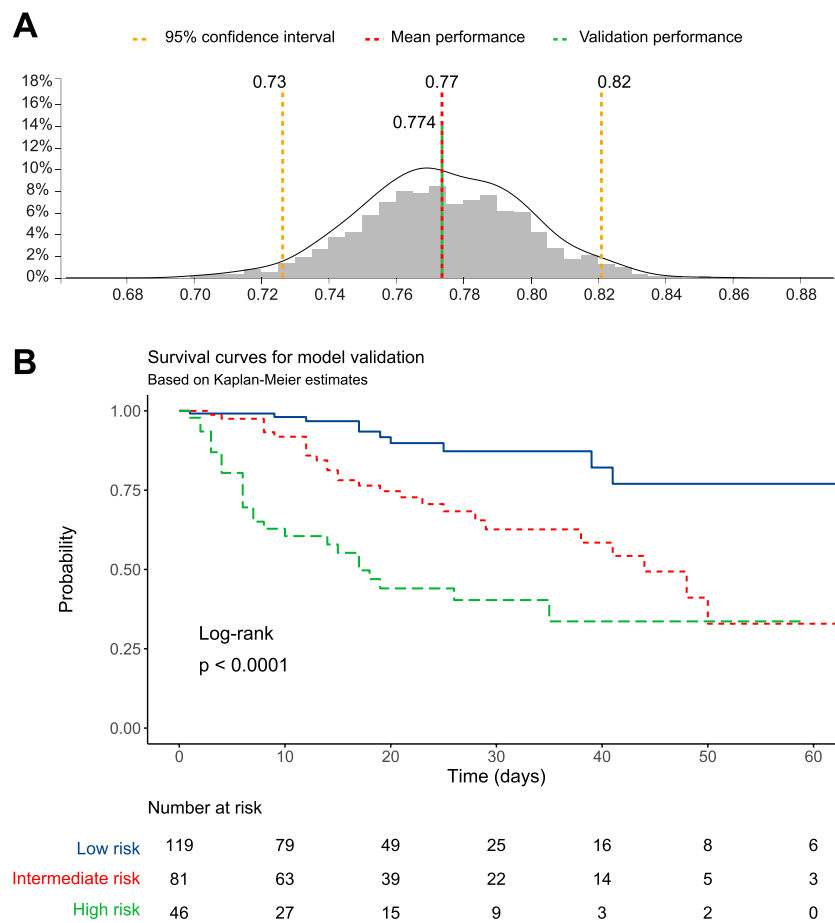 A
95% confidence interval
Mean performance
Validation performance
0.73
0.77
0.82
0.774
18%
16%
14%
12%
10%
8%
6%
4%
2%
0%
0.68 0.70 0.72 0.74 0.76 0.78 0.80 0.82 0.84 0.86 0.88
B
Survival curves for model validation
Based on Kaplan-Meier estimates
1.00
0.75
0.50
0.25
0.00
Probability
Log-rank
p < 0.0001
0 10 20 30 40 50 60
Time (days)
Number at risk
Low risk 119 79 49 25 16 8 6
Intermediate risk 81 63 39 22 14 5 3
High risk 46 27 15 9 3 2 0